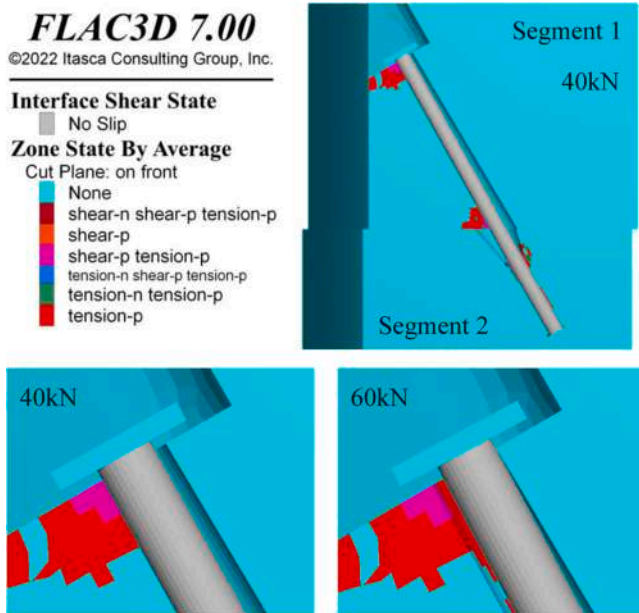 FLAC3D 7.00
©2022 Itasca Consulting Group, Inc.
Interface Shear State
No Slip
Zone State By Average
Cut Plane: on front
None
shear-n shear-p tension-p
shear-p
shear-p tension-p
tension-n shear-p tension-p
tension-n tension-p
tension-p
Segment 1
40kN
Segment 2
40kN
60kN